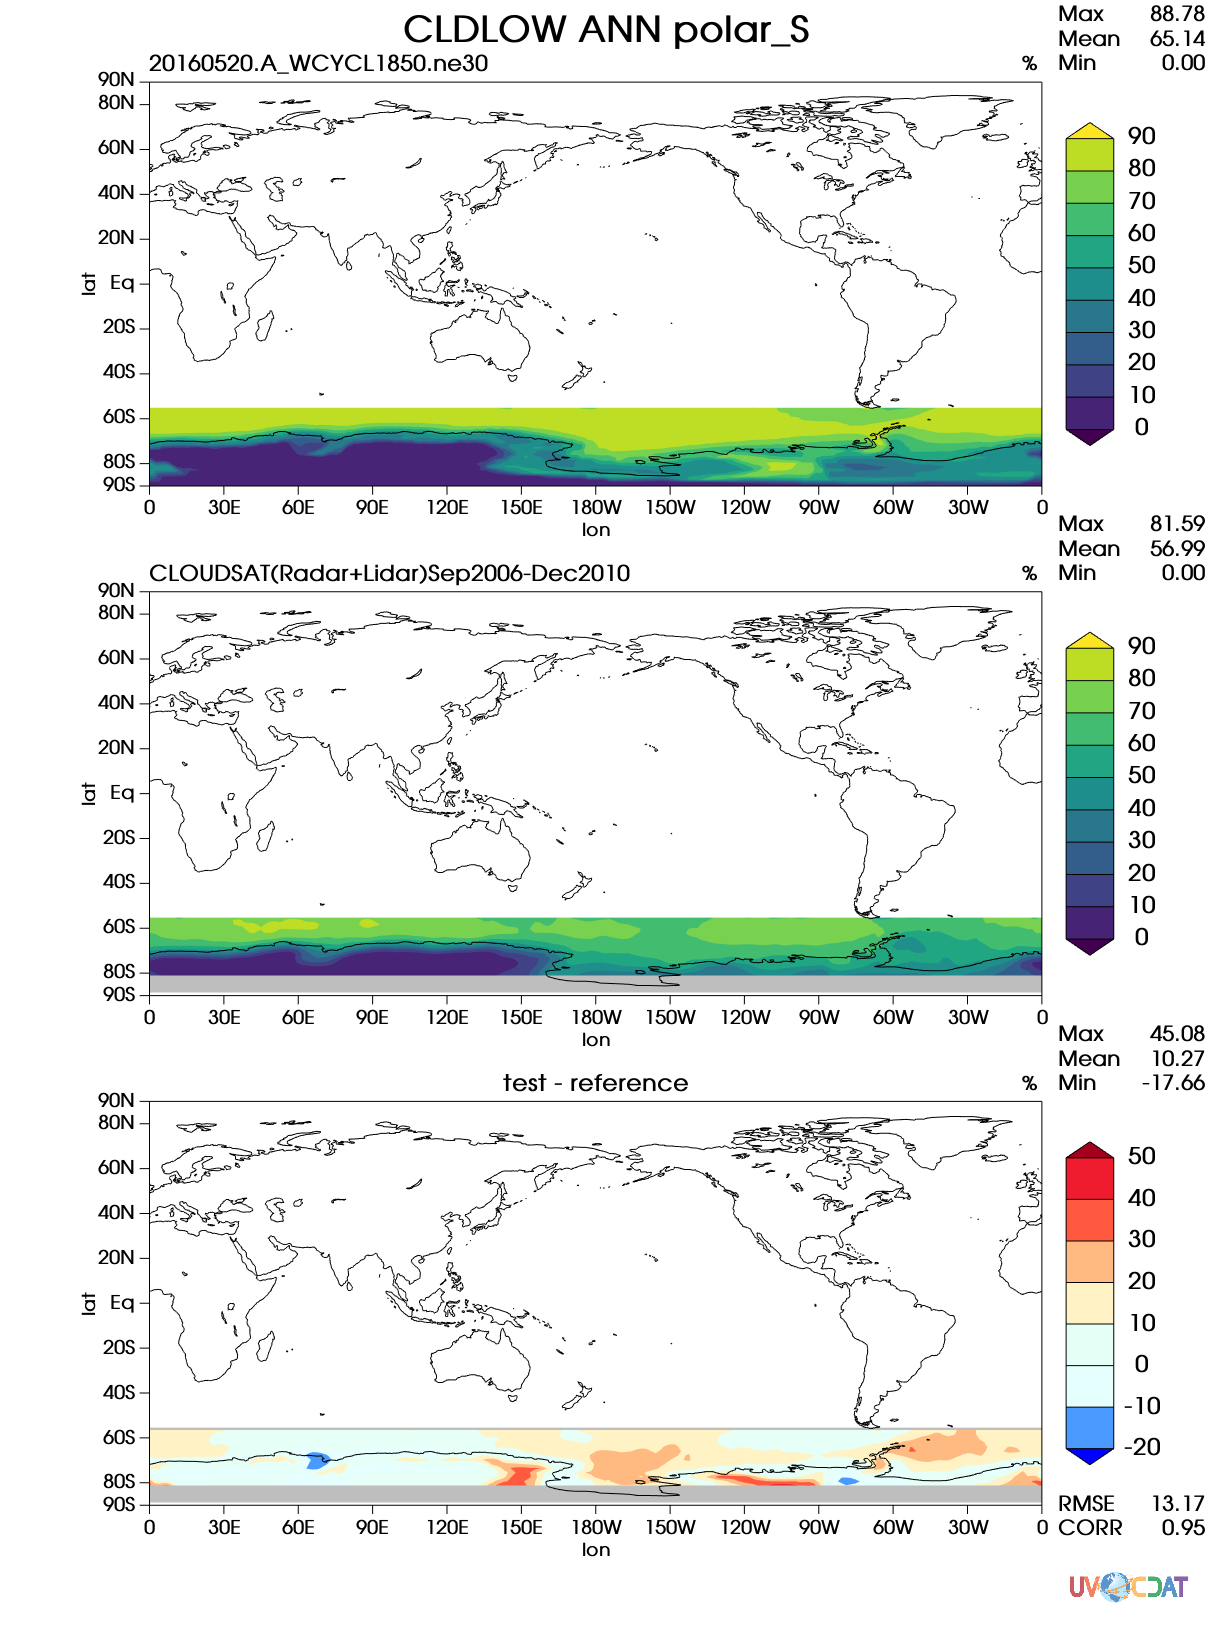 CLDLOW ANN polar_S
Max 88.78
Mean 65.14
Min 0.00
20160520.A_WCYCL1850.ne30 %
90N
80N
60N
40N
20N
Eq
20S
40S
60S
80S
90S
lat
0 30E 60E 90E 120E 150E 180W 150W 120W 90W 60W 30W 0
lon
90
80
70
60
50
40
30
20
10
0
Max 81.59
Mean 56.99
Min 0.00
CLOUDSAT(Radar+Lidar)Sep2006-Dec2010 %
90N
80N
60N
40N
20N
Eq
20S
40S
60S
80S
90S
lat
0 30E 60E 90E 120E 150E 180W 150W 120W 90W 60W 30W 0
lon
90
80
70
60
50
40
30
20
10
0
Max 45.08
Mean 10.27
Min -17.66
test - reference %
90N
80N
60N
40N
20N
Eq
20S
40S
60S
80S
90S
lat
0 30E 60E 90E 120E 150E 180W 150W 120W 90W 60W 30W 0
lon
50
40
30
20
10
0
-10
-20
RMSE 13.17
CORR 0.95
UV CDAT